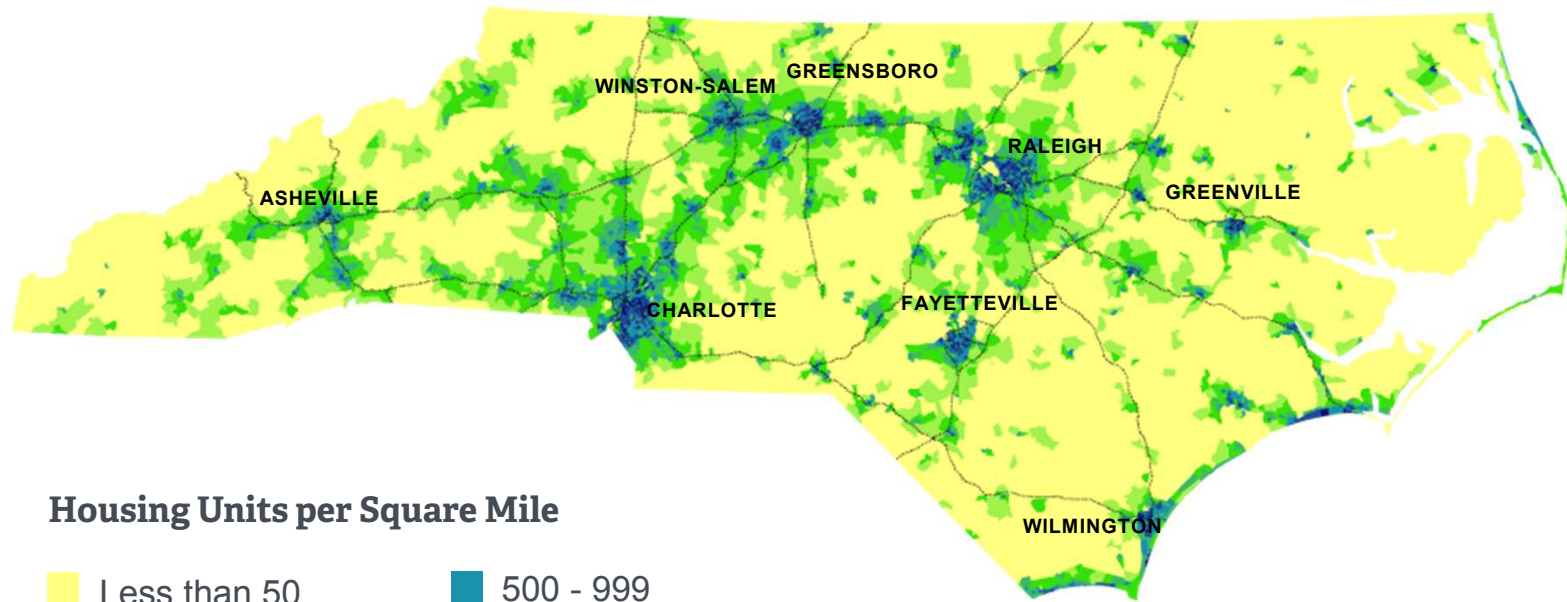 GREENSBORO
WINSTON-SALEM
RALEIGH
ASHEVILLE
GREENVILLE
CHARLOTTE
FAYETTEVILLE
WILMINGTON
Housing Units per Square Mile
Less than 50
500 - 999